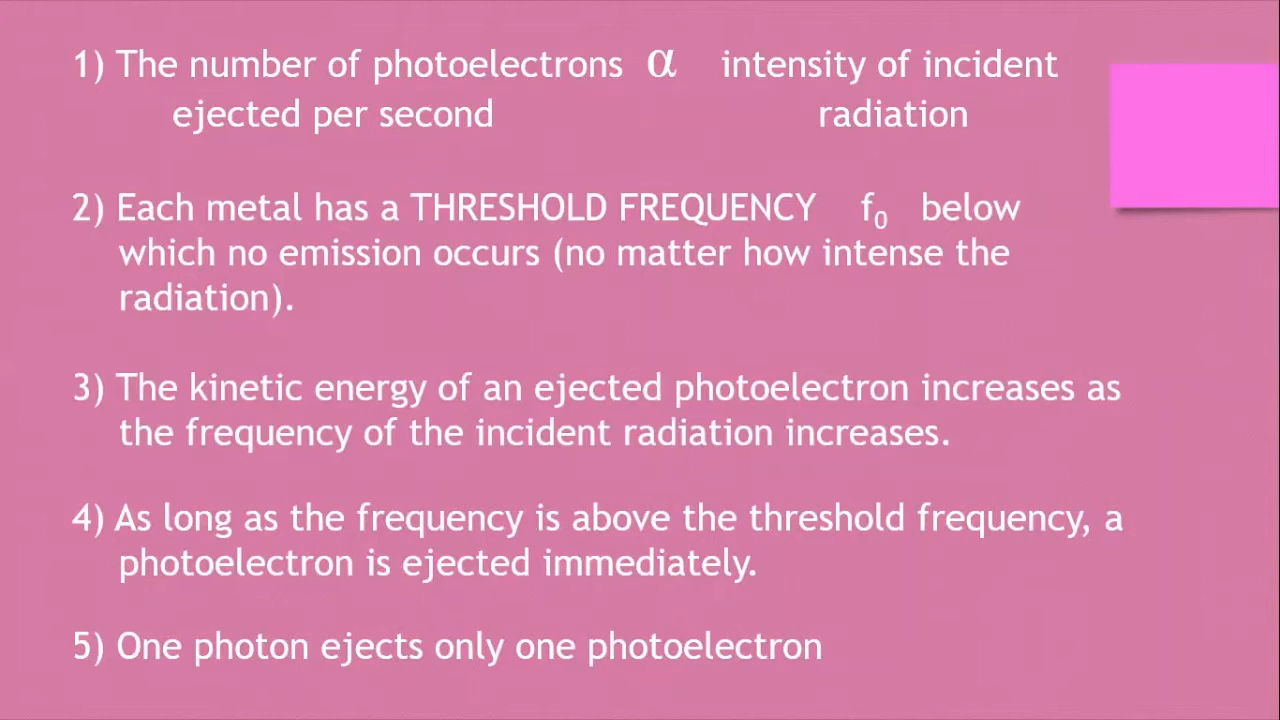 1) The number of photoelectrons α intensity of incident
ejected per second radiation
2) Each metal has a THRESHOLD FREQUENCY f₀ below
which no emission occurs (no matter how intense the
radiation).
3) The kinetic energy of an ejected photoelectron increases as
the frequency of the incident radiation increases.
4) As long as the frequency is above the threshold frequency, a
photoelectron is ejected immediately.
5) One photon ejects only one photoelectron